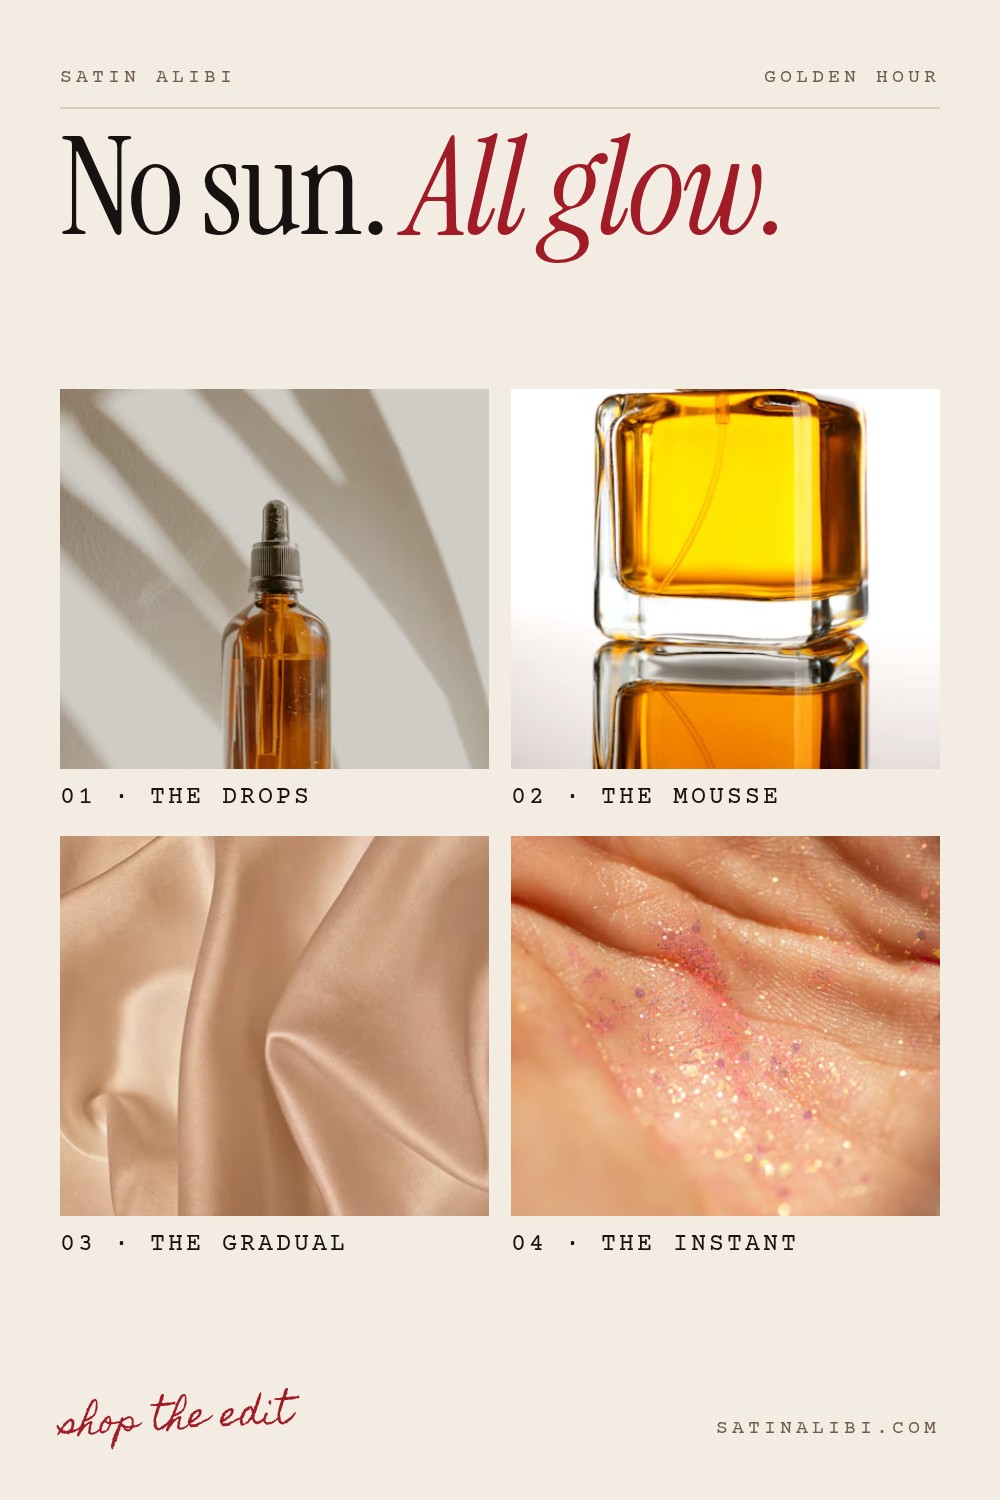 SATIN ALIBI
GOLDEN HOUR
No sun. All glow.
01 · THE DROPS
02 · THE MOUSSE
03 · THE GRADUAL
04 · THE INSTANT
shop the edit
SATINALIBI.COM